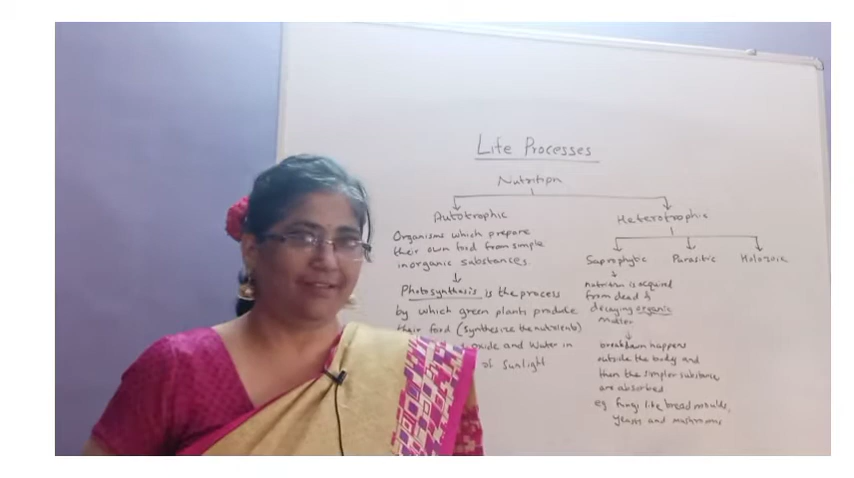 Life Processes
Nutrition
Autotrophic
Organisms which prepare
their own food from simple
inorganic substances.
Photosynthesis is the process
by which green plants produce
their food (synthesize the nutrients)
oxide and water in
of sunlight
Heterotrophic
Saprophytic Parasitic Holozoic
nutrition is acquired
from dead &
decaying organic
matter
breakdown happens
outside the body and
then the simpler substance
are absorbed
eg fungi like bread moulds,
yeasts and mushrooms